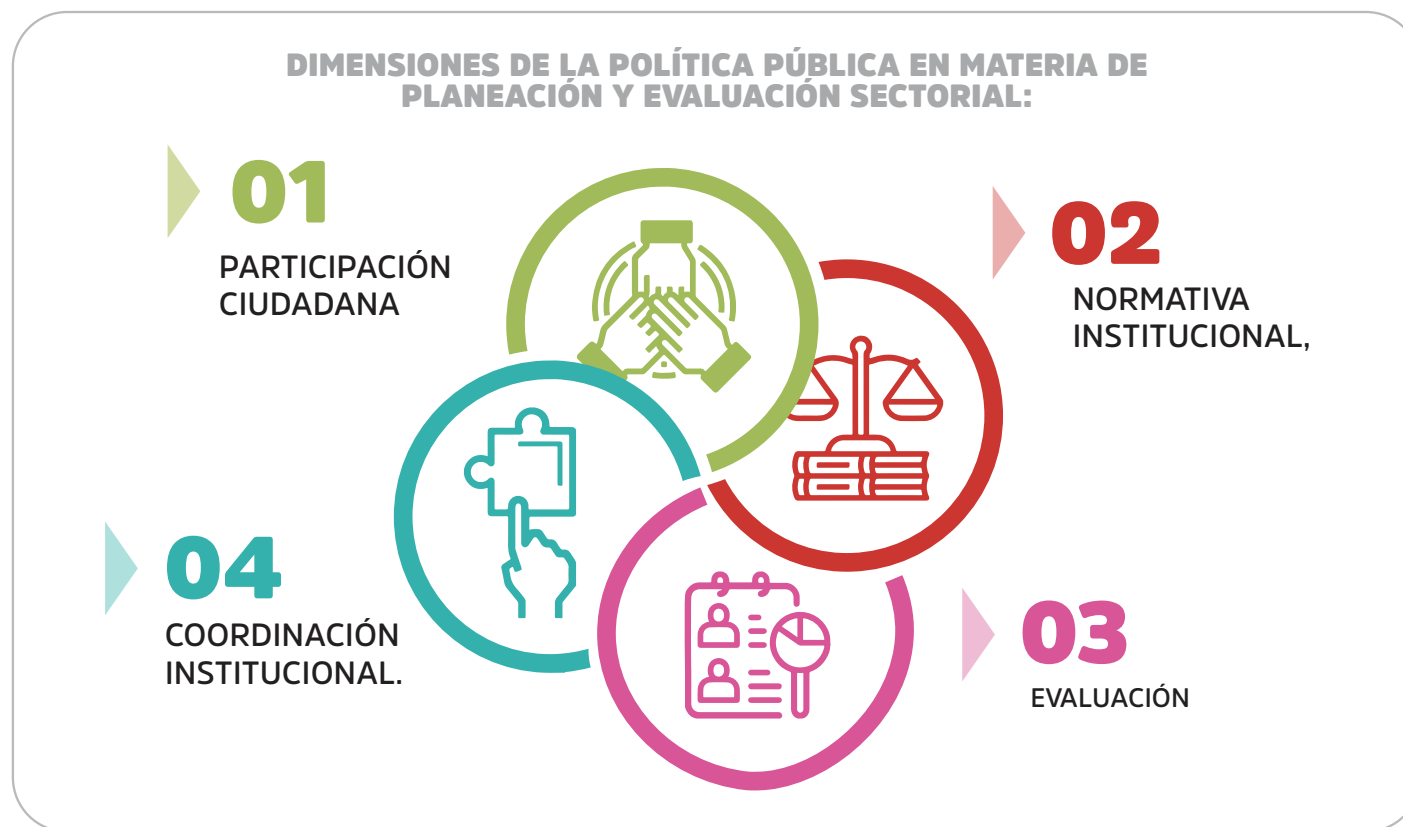 DIMENSIONES DE LA POLÍTICA PÚBLICA EN MATERIA DE
PLANEACIÓN Y EVALUACIÓN SECTORIAL:
01
PARTICIPACIÓN
CIUDADANA
02
NORMATIVA
INSTITUCIONAL,
03
EVALUACIÓN
04
COORDINACIÓN
INSTITUCIONAL.